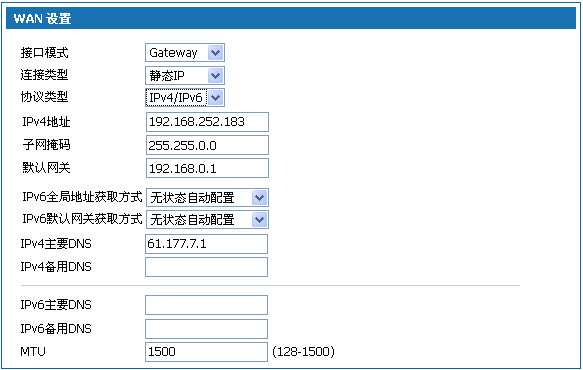 WAN 设置
接口模式 Gateway
连接类型 静态IP
协议类型 IPv4/IPv6
IPv4地址 192.168.252.183
子网掩码 255.255.0.0
默认网关 192.168.0.1
IPv6全局地址获取方式 无状态自动配置
IPv6默认网关获取方式 无状态自动配置
IPv4主要DNS 61.177.7.1
IPv4备用DNS
IPv6主要DNS
IPv6备用DNS
MTU 1500 (128-1500)